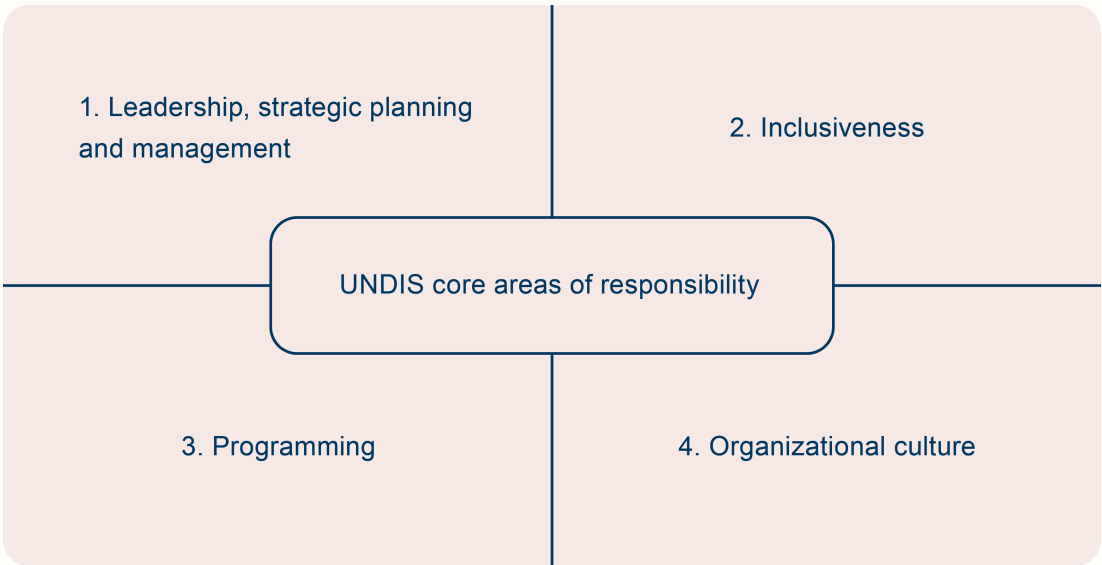 1. Leadership, strategic planning
and management
2. Inclusiveness
UNDIS core areas of responsibility
3. Programming
4. Organizational culture